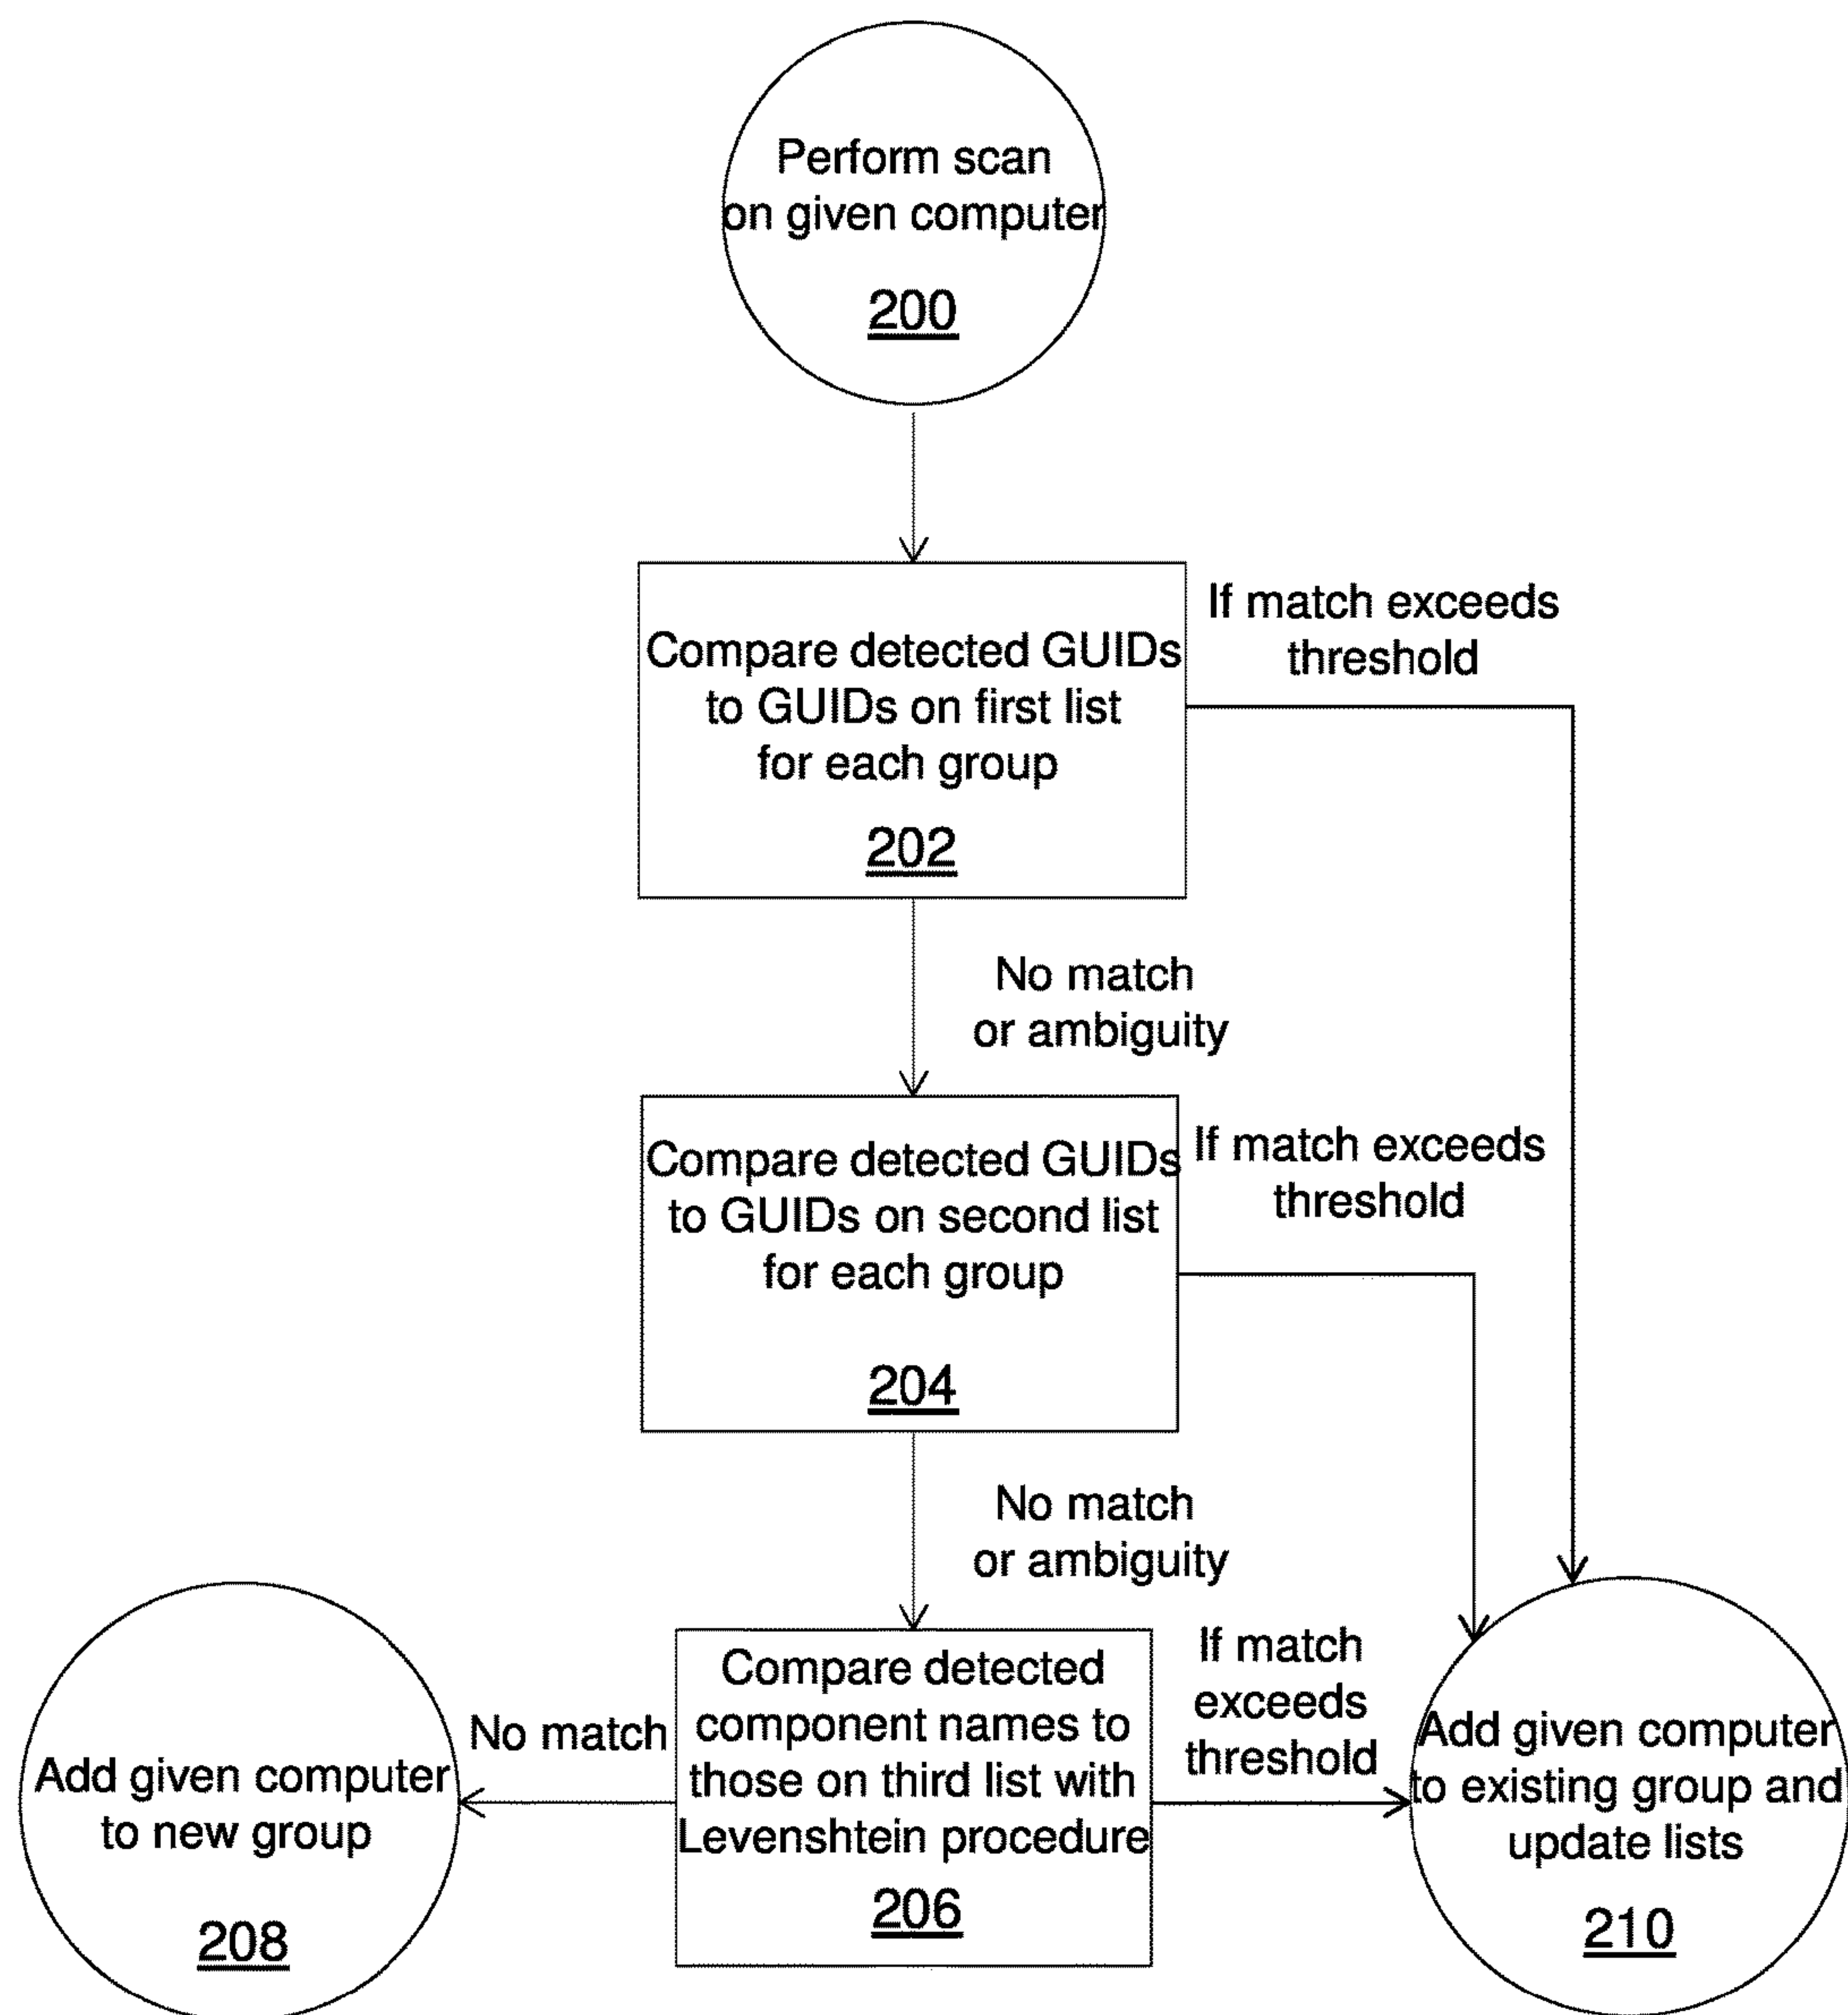 Perform scan
on given computer
200
Compare detected GUIDs
to GUIDs on first list
for each group
202
If match exceeds
threshold
No match
or ambiguity
Compare detected GUIDs
to GUIDs on second list
for each group
204
If match exceeds
threshold
No match
or ambiguity
Compare detected
component names to
those on third list with
Levenshtein procedure
206
No match
If match
exceeds
threshold
Add given computer
to new group
208
Add given computer
to existing group and
update lists
210